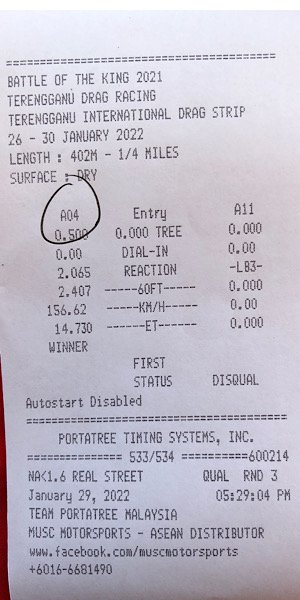 ========================================
BATTLE OF THE KING 2021
TERENGGANU DRAG RACING
TERENGGANU INTERNATIONAL DRAG STRIP
26 - 30 JANUARY 2022
LENGTH : 402M - 1/4 MILES
SURFACE : DRY
A04 Entry A11
0.500 0.000 TREE 0.000
0.00 DIAL-IN 0.00
2.065 REACTION -LB3-
2.407 -----60FT----- 0.000
156.62 -----KM/H----- 0.00
14.730 ------ET------ 0.000
WINNER
FIRST
STATUS DISQUAL
Autostart Disabled
========================================
PORTATREE TIMING SYSTEMS, INC.
============== 533/534 ==========600214
NA<1.6 REAL STREET QUAL RND 3
January 29, 2022 05:29:04 PM
TEAM PORTATREE MALAYSIA
MUSC MOTORSPORTS - ASEAN DISTRIBUTOR
www.facebook.com/muscmotorsports
+6016-6681490